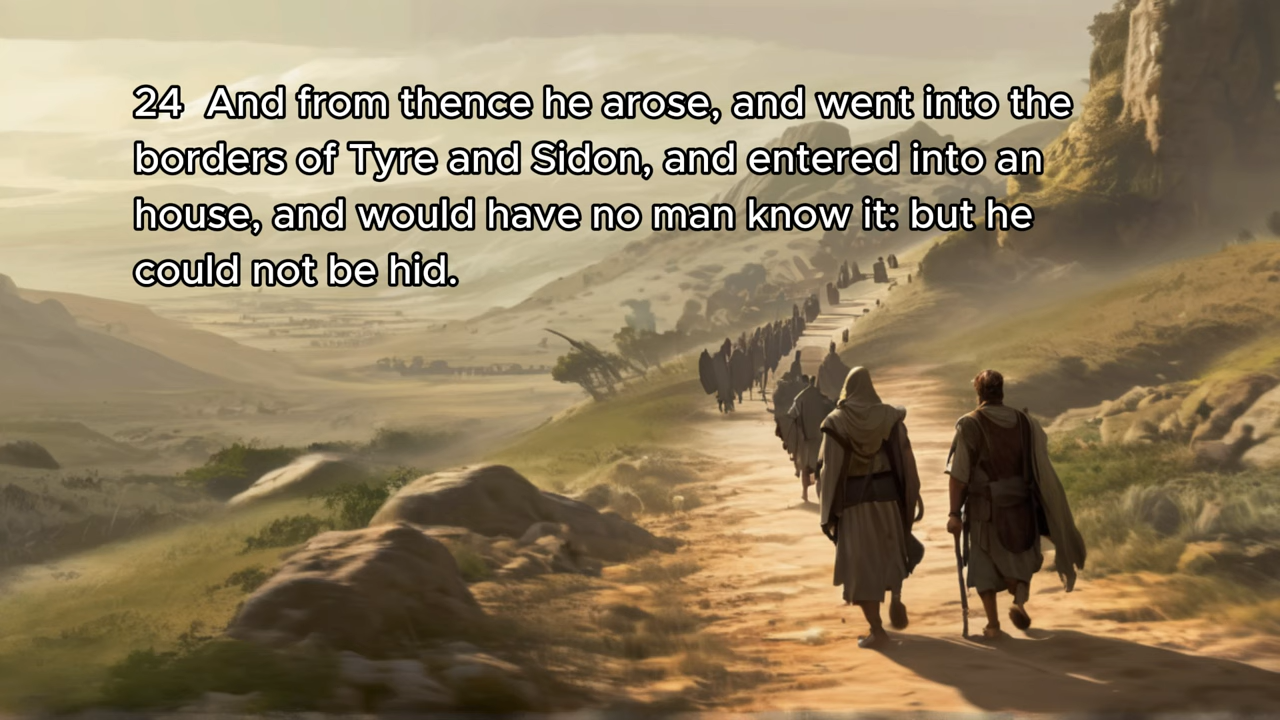 24  And from thence he arose, and went into the
borders of Tyre and Sidon, and entered into an
house, and would have no man know it: but he
could not be hid.